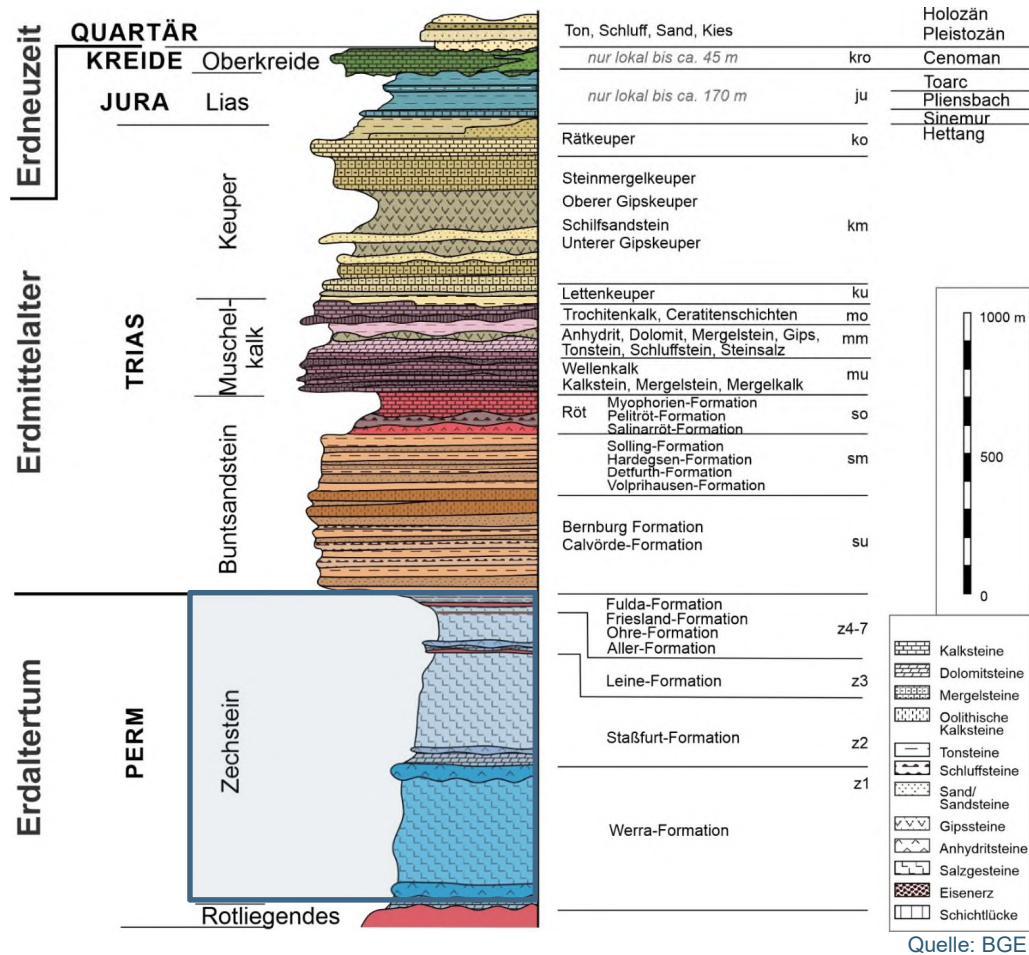 Erdneuzeit
Erdmittelalter
Erdaltertum
QUARTÄR
KREIDE Oberkreide
JURA Lias
TRIAS
Keuper
Muschel-
kalk
Buntsandstein
PERM
Zechstein
Rotliegendes
Ton, Schluff, Sand, Kies
Holozän
Pleistozän
nur lokal bis ca. 45 m kro Cenoman
nur lokal bis ca. 170 m ju
Toarc
Pliensbach
Sinemur
Hettang
Rätkeuper ko
Steinmergelkeuper
Oberer Gipskeuper
Schilfsandstein km
Unterer Gipskeuper
Lettenkeuper ku
Trochitenkalk, Ceratitenschichten mo
Anhydrit, Dolomit, Mergelstein, Gips, mm
Tonstein, Schluffstein, Steinsalz
Wellenkalk mu
Kalkstein, Mergelstein, Mergelkalk
Röt Myophorien-Formation so
Pelitröt-Formation
Salinarröt-Formation
Solling-Formation
Hardegsen-Formation sm
Detfurth-Formation
Volprihausen-Formation
Bernburg Formation
Calvörde-Formation su
Fulda-Formation
Friesland-Formation z4-7
Ohre-Formation
Aller-Formation
Leine-Formation z3
Staßfurt-Formation z2
z1
Werra-Formation
1000 m
500
0
Kalksteine
Dolomitsteine
Mergelsteine
Oolithische
Kalksteine
Tonsteine
Schluffsteine
Sand/
Sandsteine
Gipssteine
Anhydritsteine
Salzgesteine
Eisenerz
Schichtlücke
Quelle: BGE